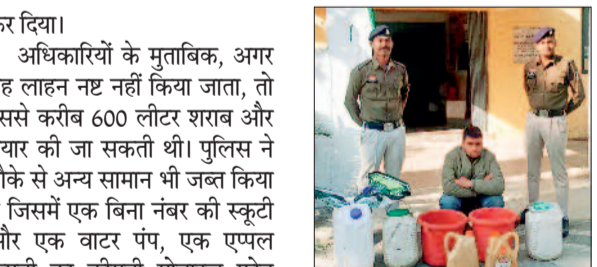 कर दिया।
अधिकारियों के मुताबिक, अगर
ह लाहन नष्ट नहीं किया जाता, तो
ससे करीब 600 लीटर शराब और
यार की जा सकती थी। पुलिस ने
ौके से अन्य सामान भी जब्त किया
जिसमें एक बिना नंबर की स्कूटी
और एक वाटर पंप, एक एप्पल